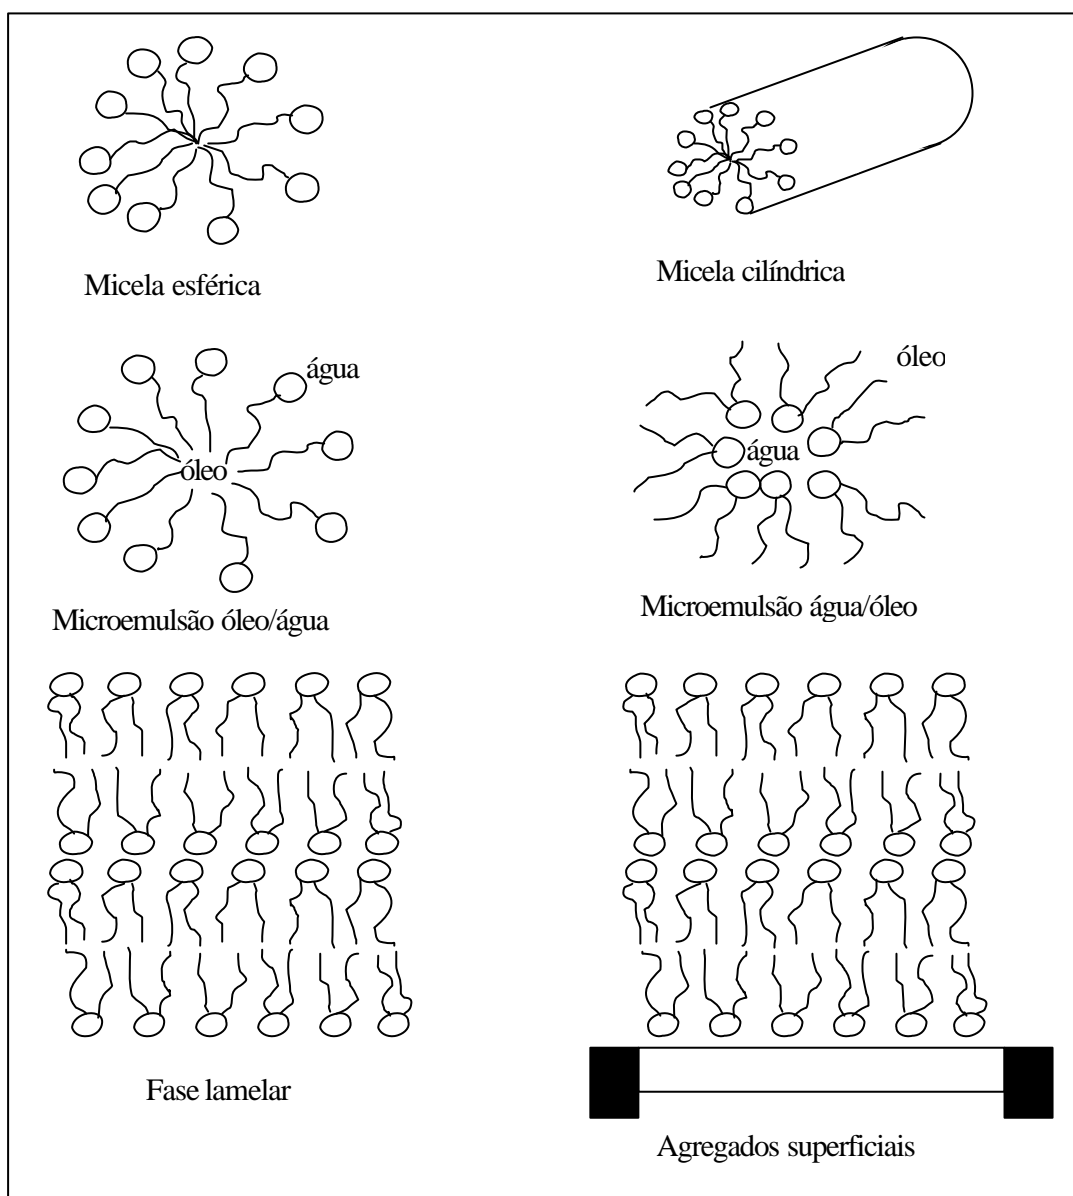 Micela esférica
Micela cilíndrica
água
óleo
Microemulsão óleo/água
óleo
água
Microemulsão água/óleo
Fase lamelar
Agregados superficiais